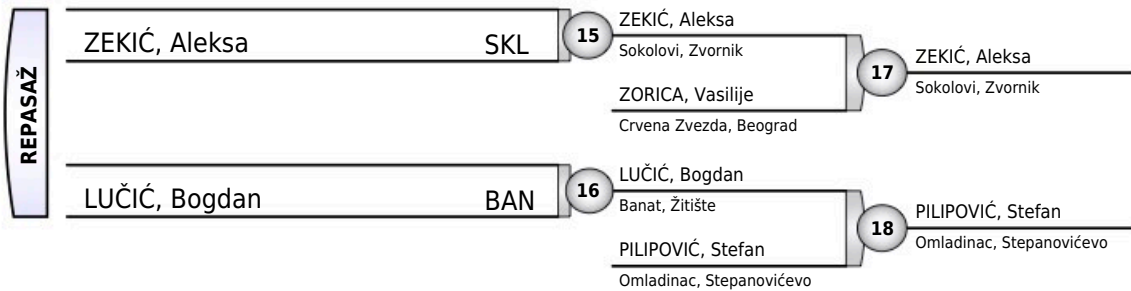 REPASAŽ
ZEKIĆ, Aleksa SKL
15
ZEKIĆ, Aleksa
Sokolovi, Zvornik
ZORICA, Vasilije
Crvena Zvezda, Beograd
17
ZEKIĆ, Aleksa
Sokolovi, Zvornik
LUČIĆ, Bogdan BAN
16
LUČIĆ, Bogdan
Banat, Žitište
PILIPOVIĆ, Stefan
Omladinac, Stepanovićevo
18
PILIPOVIĆ, Stefan
Omladinac, Stepanovićevo